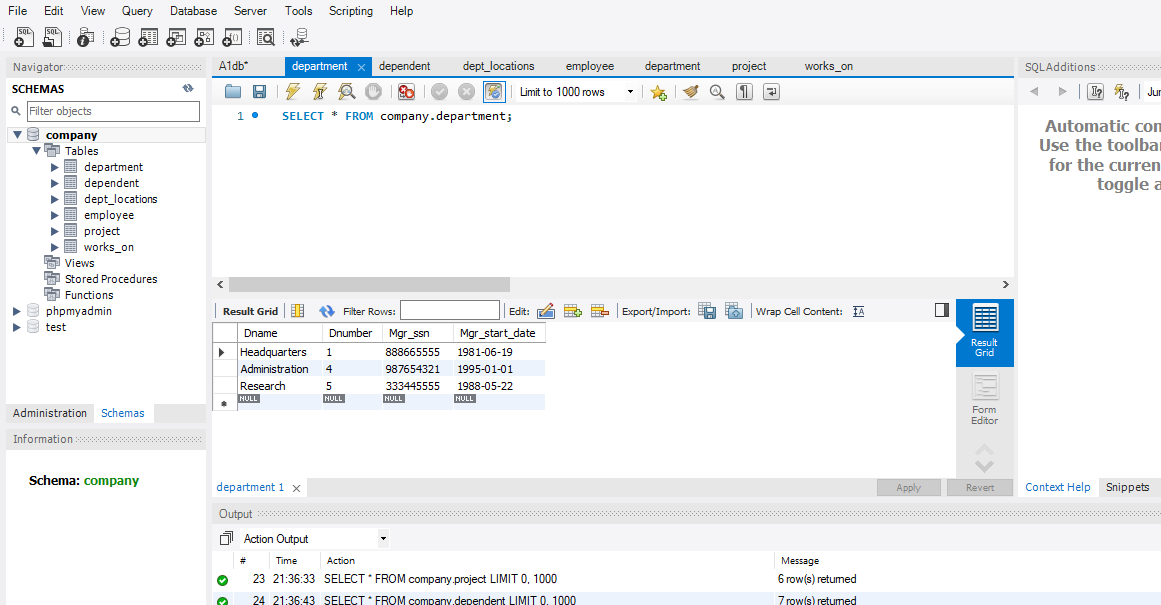 File Edit View Query Database Server Tools Scripting Help
Navigator
SCHEMAS
Filter objects
company
Tables
department
dependent
dept_locations
employee
project
works_on
Views
Stored Procedures
Functions
phpmyadmin
test
Administration Schemas
Information
Schema: company
A1db* department dependent dept_locations employee department project works_on
Limit to 1000 rows
1 SELECT * FROM company.department;
Result Grid Filter Rows: Edit: Export/Import: Wrap Cell Content:
Dname Dnumber Mgr_ssn Mgr_start_date
Headquarters 1 888665555 1981-06-19
Administration 4 987654321 1995-01-01
Research 5 333445555 1988-05-22
NULL NULL NULL NULL
Result
Grid
Form
Editor
department 1 Apply Revert
Output
Action Output
# Time Action Message
23 21:36:33 SELECT * FROM company.project LIMIT 0, 1000 6 row(s) returned
24 21:36:43 SELECT * FROM company.dependent LIMIT 0, 1000 7 row(s) returned
SQLAdditions
Jum
Automatic con
Use the toolba
for the curren
toggle a
Context Help Snippets